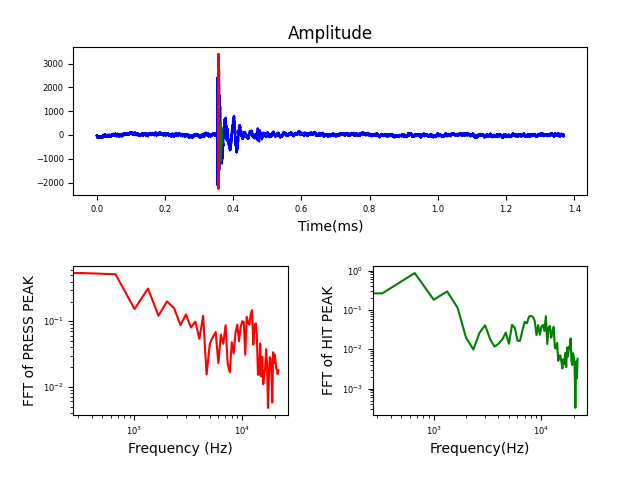 Amplitude
3000
2000
1000
0
−1000
−2000
0.0 0.2 0.4 0.6 0.8 1.0 1.2 1.4
Time(ms)
FFT of PRESS PEAK
10⁻¹
10⁻²
10³ 10⁴
Frequency (Hz)
FFT of HIT PEAK
10⁰
10⁻¹
10⁻²
10⁻³
10³ 10⁴
Frequency(Hz)